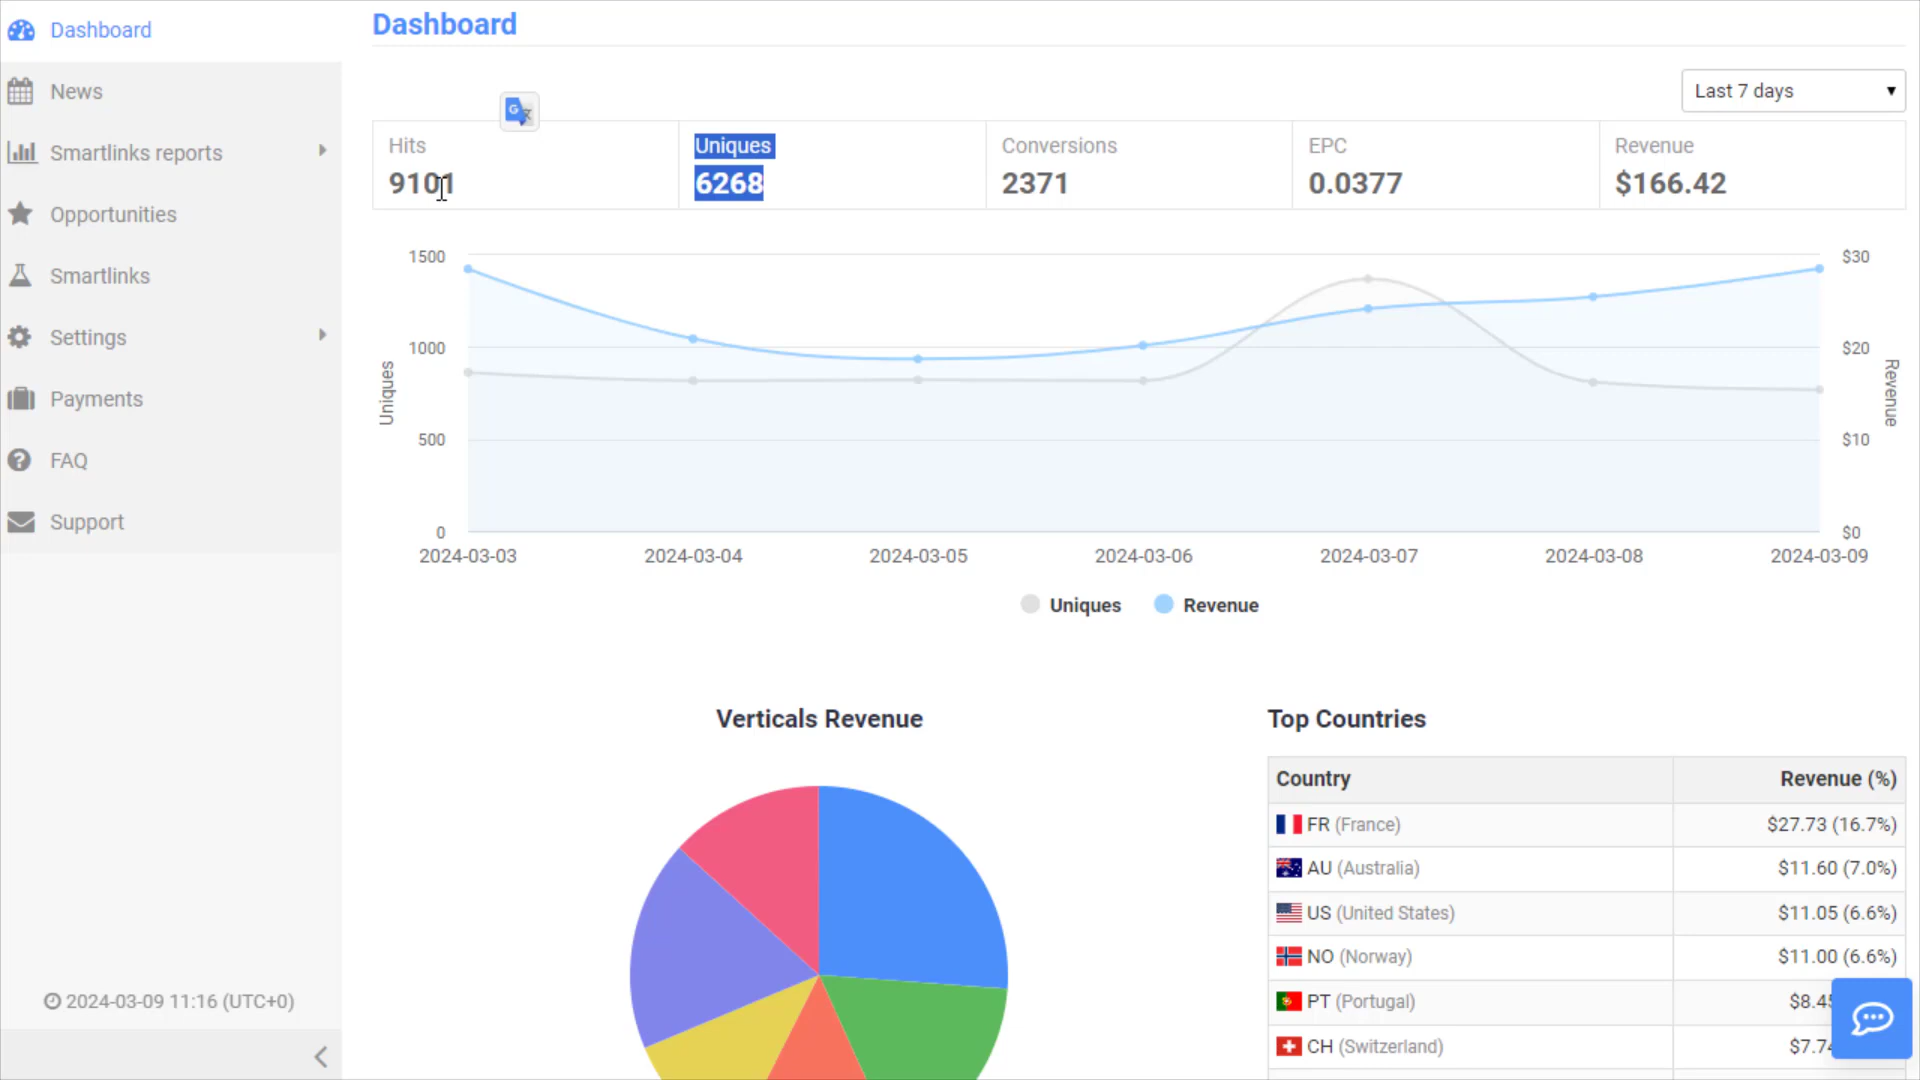 Dashboard
News
Smartlinks reports
Opportunities
Smartlinks
Settings
Payments
FAQ
Support
2024-03-09 11:16 (UTC+0)
Dashboard
Last 7 days
Hits
9101
Uniques
6268
Conversions
2371
EPC
0.0377
Revenue
$166.42
1500
1000
500
0
Uniques
$30
$20
$10
$0
Revenue
2024-03-03
2024-03-04
2024-03-05
2024-03-06
2024-03-07
2024-03-08
2024-03-09
Uniques
Revenue
Verticals Revenue
Top Countries
Country Revenue (%)
FR (France) $27.73 (16.7%)
AU (Australia) $11.60 (7.0%)
US (United States) $11.05 (6.6%)
NO (Norway) $11.00 (6.6%)
PT (Portugal)
CH (Switzerland)